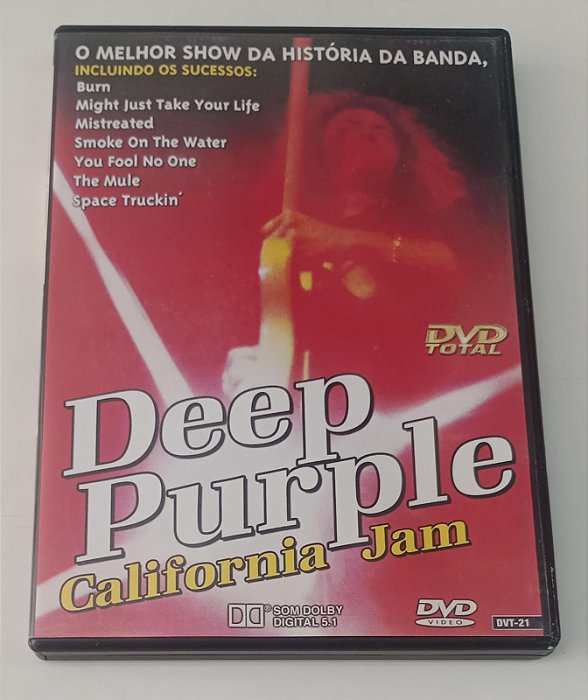 O MELHOR SHOW DA HISTÓRIA DA BANDA,
INCLUINDO OS SUCESSOS:
Burn
Might Just Take Your Life
Mistreated
Smoke On The Water
You Fool No One
The Mule
Space Truckin´
DVD
TOTAL
Deep
Purple
California Jam
SOM DOLBY
DIGITAL 5.1
DVD
VIDEO
DVT-21